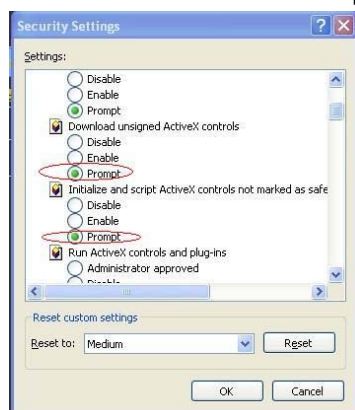 Security Settings
Settings:
Disable
Enable
Prompt
Download unsigned ActiveX controls
Disable
Enable
Prompt
Initialize and script ActiveX controls not marked as safe
Disable
Enable
Prompt
Run ActiveX controls and plug-ins
Administrator approved
Disable
Reset custom settings
Reset to: Medium Reset
OK Cancel